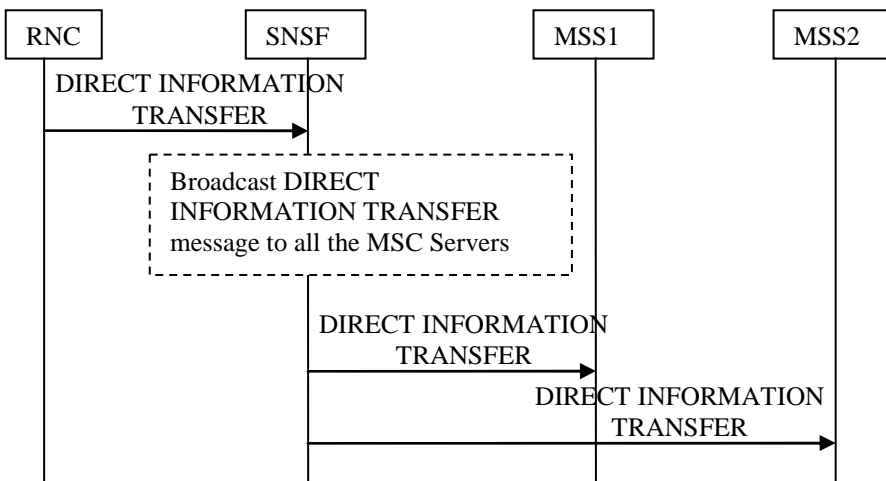 RNC
SNSF
MSS1
MSS2
DIRECT INFORMATION
TRANSFER
Broadcast DIRECT
INFORMATION TRANSFER
message to all the MSC Servers
DIRECT INFORMATION
TRANSFER
DIRECT INFORMATION
TRANSFER